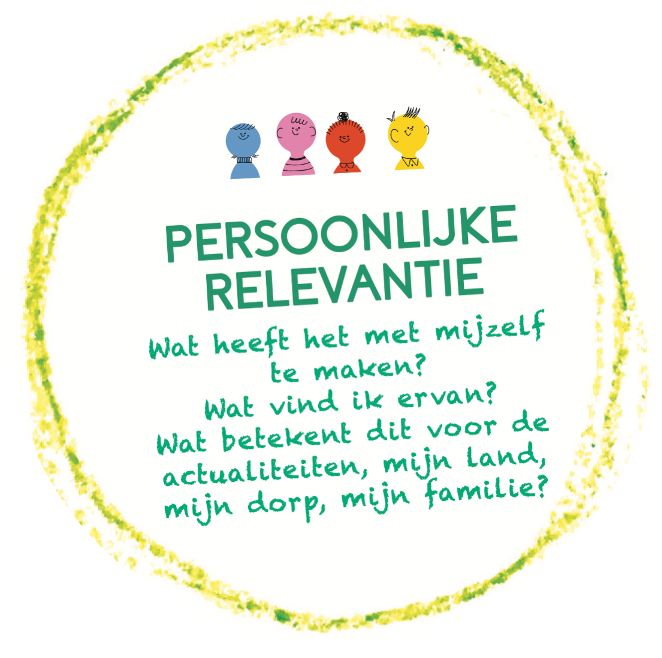 PERSOONLIJKE
RELEVANTIE
Wat heeft het met mijzelf
te maken?
Wat vind ik ervan?
Wat betekent dit voor de
actualiteiten, mijn land,
mijn dorp, mijn familie?